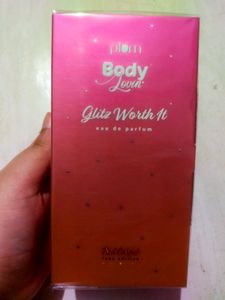 plum
Body
Lovin'
Glitz Worth It
eau de parfum